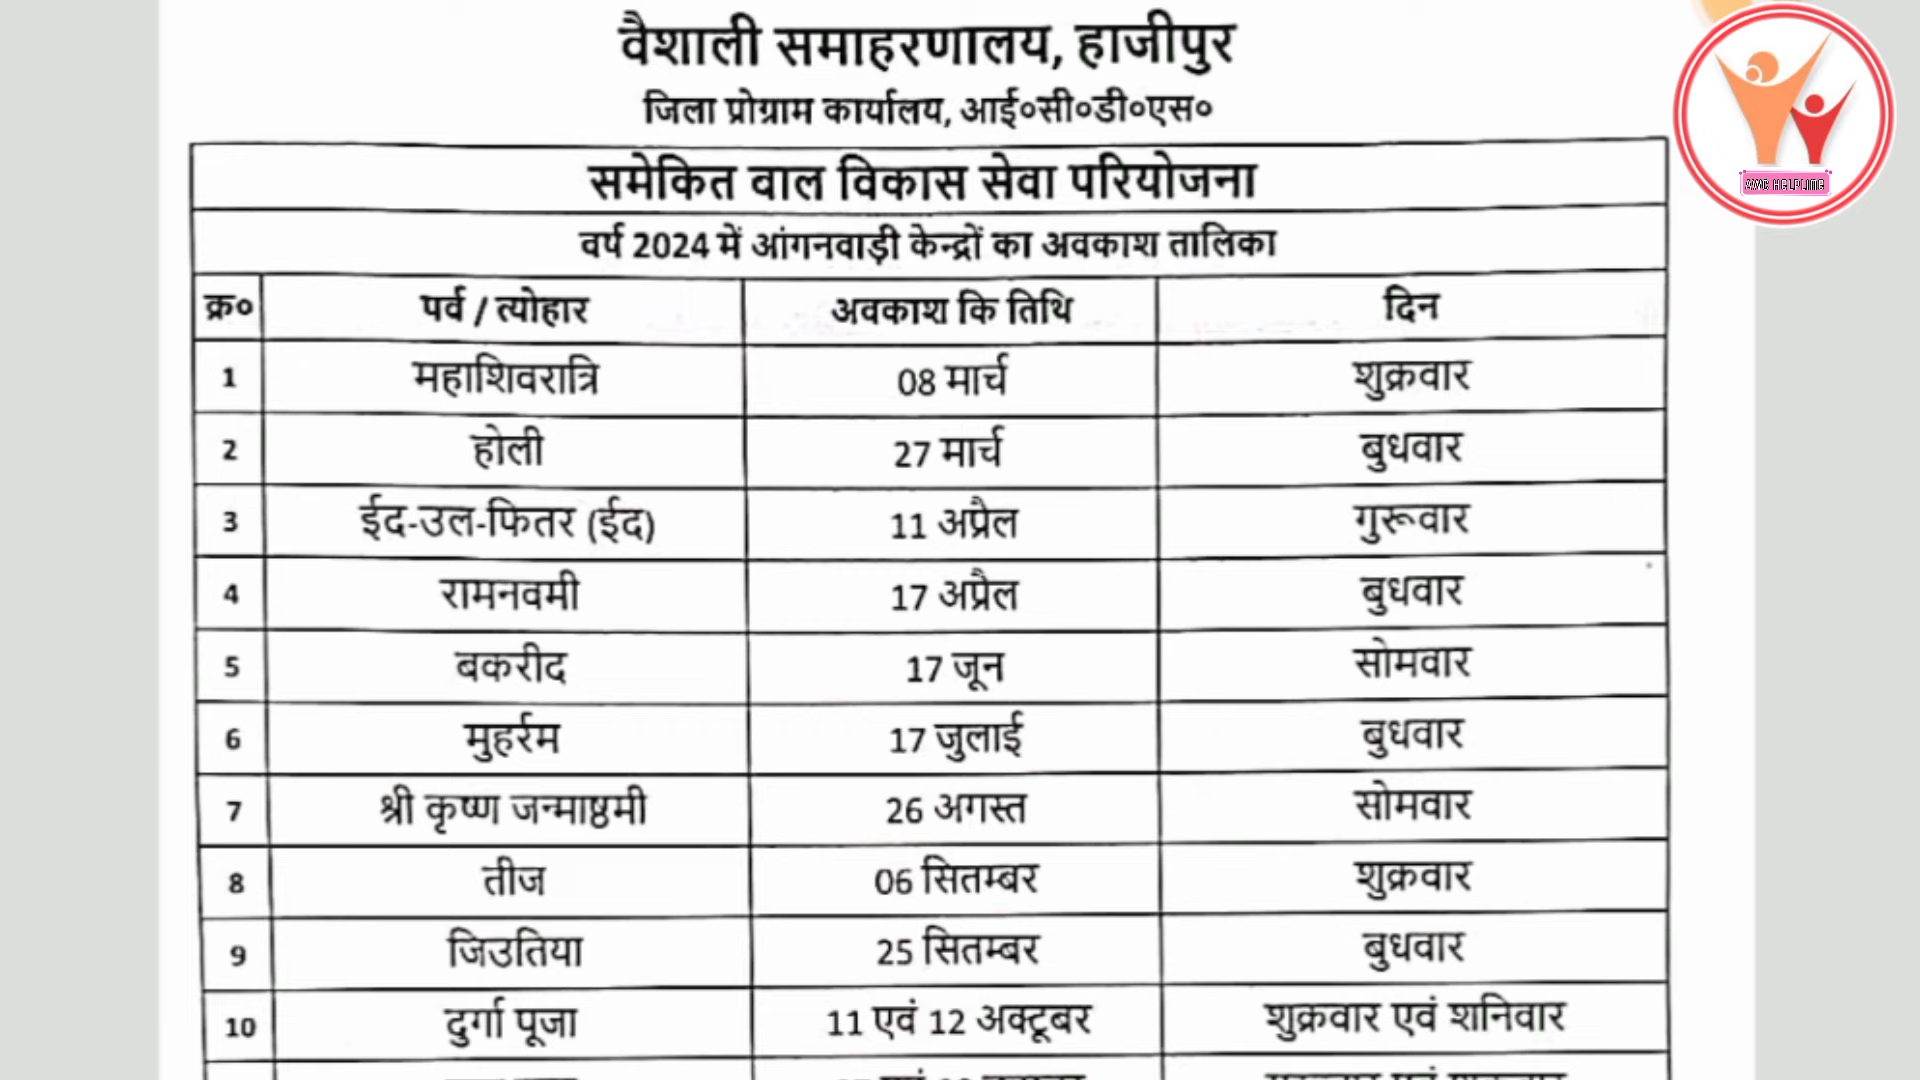 वैशाली समाहरणालय, हाजीपुर
जिला प्रोग्राम कार्यालय, आई०सी०डी०एस०
समेकित वाल विकास सेवा परियोजना
वर्ष 2024 में आंगनवाड़ी केन्द्रों का अवकाश तालिका
क्र० पर्व / त्योहार अवकाश कि तिथि दिन
1 महाशिवरात्रि 08 मार्च शुक्रवार
2 होली 27 मार्च बुधवार
3 ईद-उल-फितर (ईद) 11 अप्रैल गुरूवार
4 रामनवमी 17 अप्रैल बुधवार
5 बकरीद 17 जून सोमवार
6 मुहर्रम 17 जुलाई बुधवार
7 श्री कृष्ण जन्माष्ठमी 26 अगस्त सोमवार
8 तीज 06 सितम्बर शुक्रवार
9 जिउतिया 25 सितम्बर बुधवार
10 दुर्गा पूजा 11 एवं 12 अक्टूबर शुक्रवार एवं शनिवार
HELPLINE